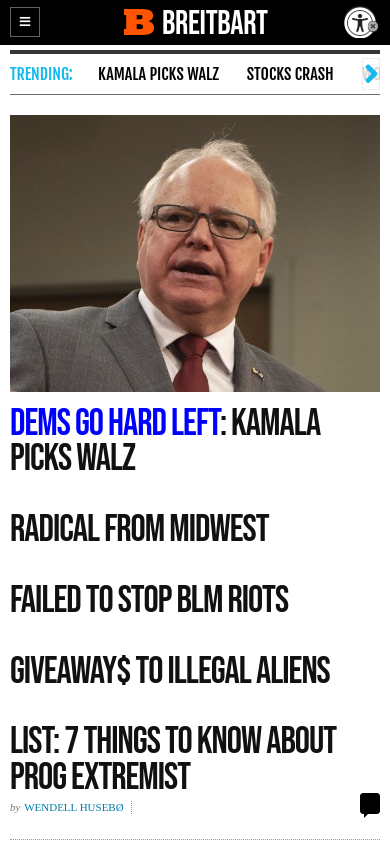 BREITBART
TRENDING: KAMALA PICKS WALZ STOCKS CRASH
DEMS GO HARD LEFT: KAMALA
PICKS WALZ
RADICAL FROM MIDWEST
FAILED TO STOP BLM RIOTS
GIVEAWAY$ TO ILLEGAL ALIENS
LIST: 7 THINGS TO KNOW ABOUT
PROG EXTREMIST
by WENDELL HUSEBØ